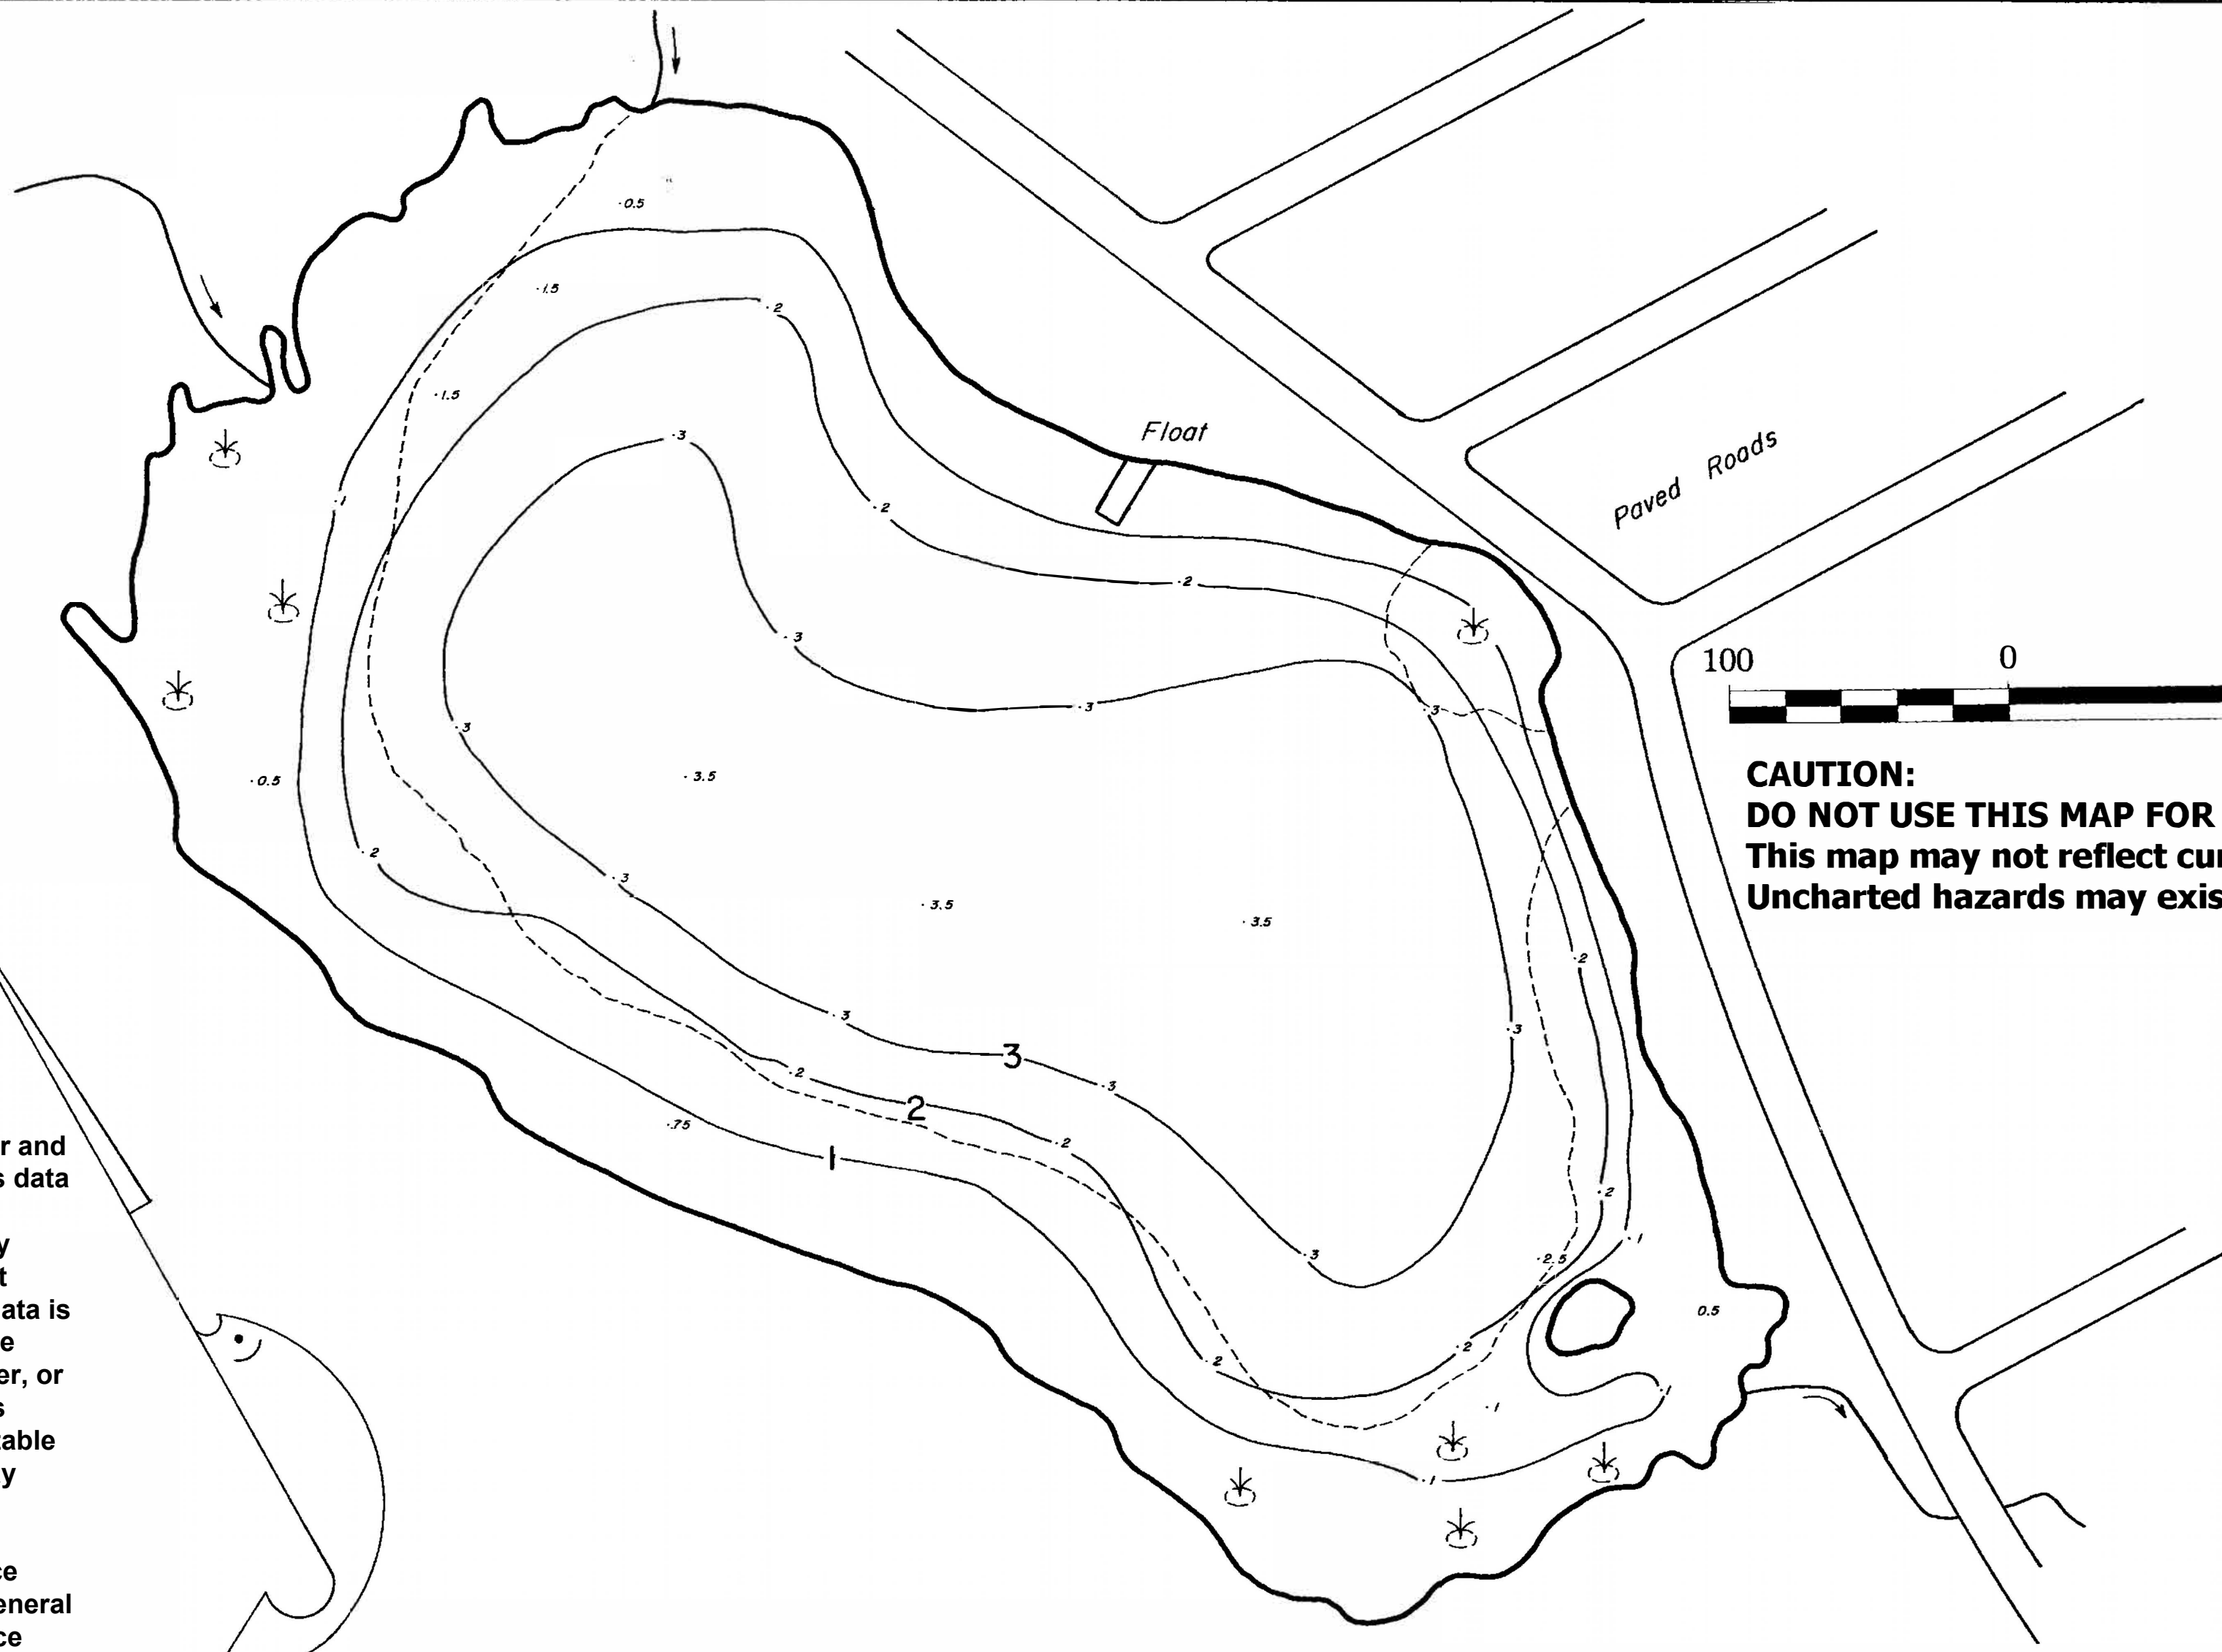 .0.5
.1.5
.2
.1.5
.3
Float
Paved Roads
.1
.2
.2
.3
100 0
.3
.3
.3
.0.5
.3.5
CAUTION:
DO NOT USE THIS MAP FOR
This map may not reflect cur
Uncharted hazards may exis
.2
.3
.3.5
.3.5
.2
.3
.3
3
.2
.3
2
.75
.2
1
r and
s data
.2
y
.1
.3
.2.5
t
ata is
0.5
e
.2
.2
er, or
.1
s
.1
table
y
.1
ce
eneral
ce